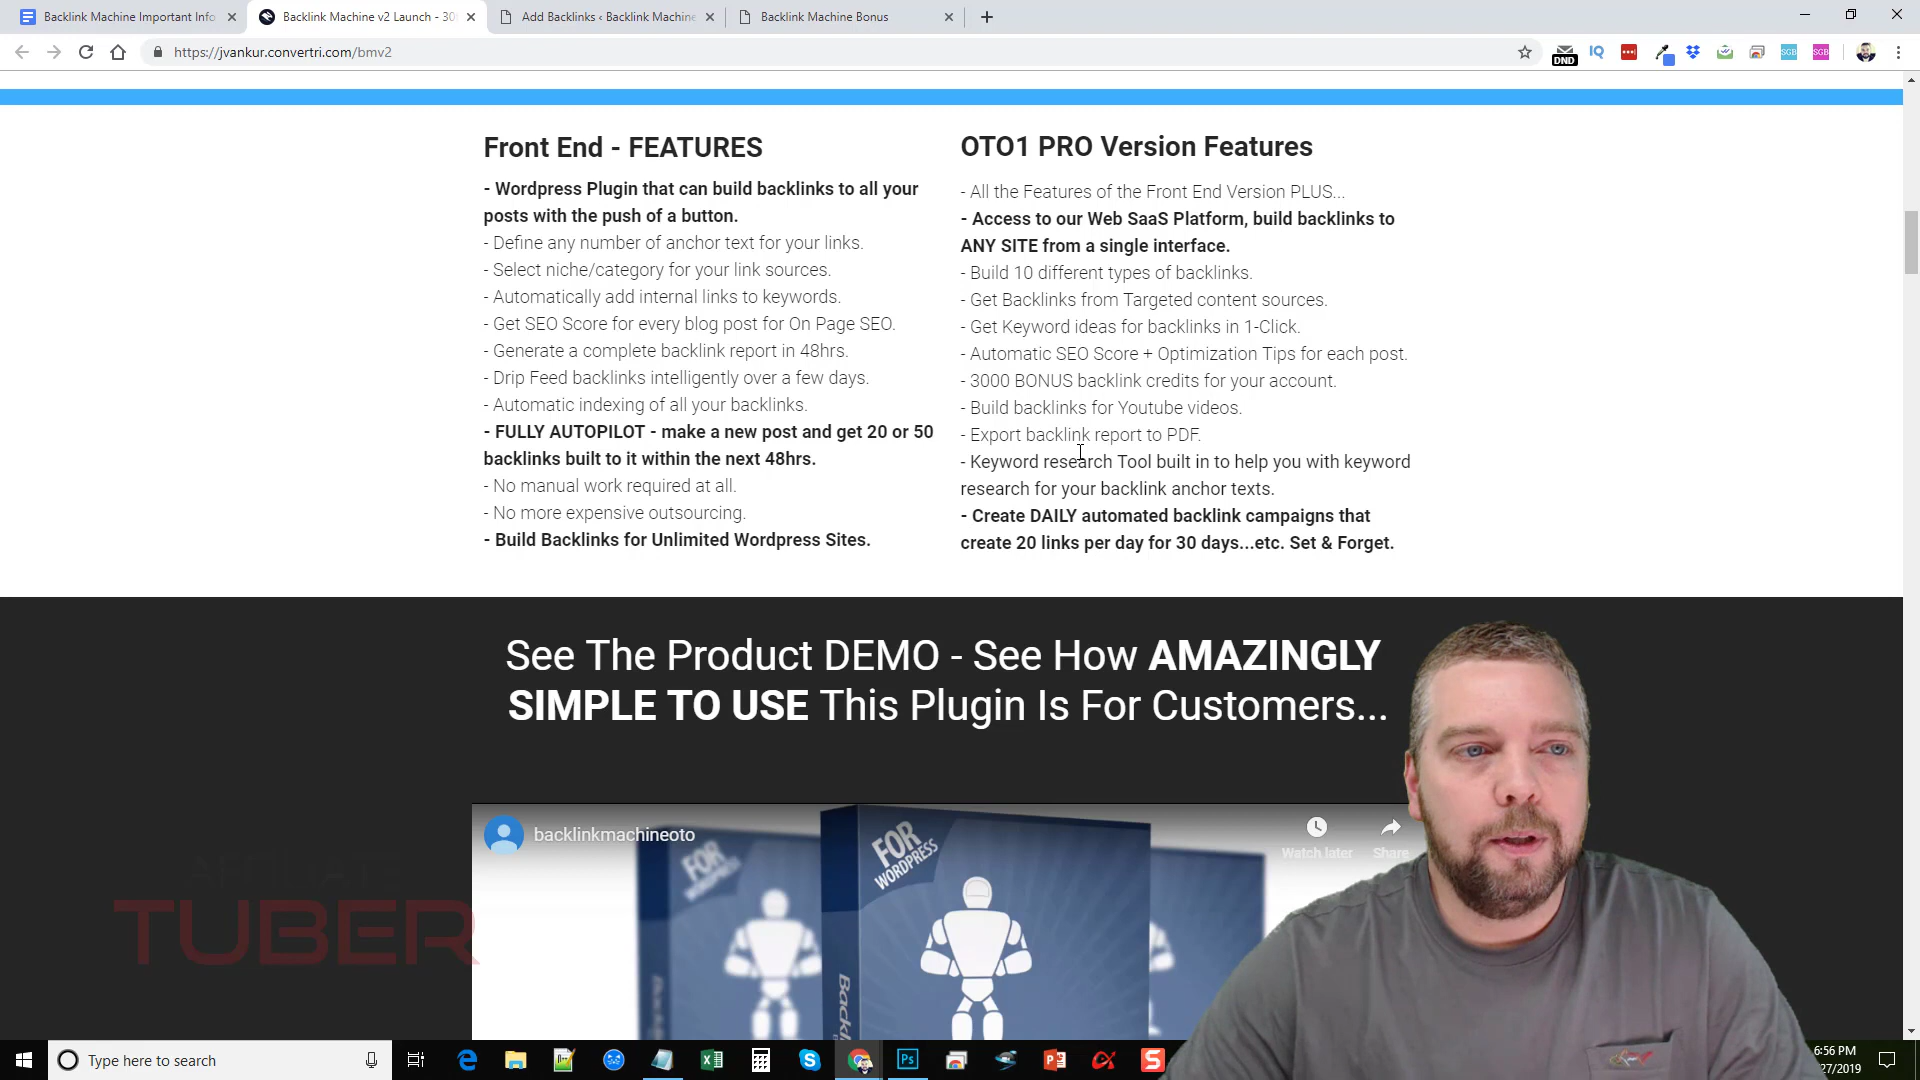 Backlink Machine Important Info
Backlink Machine v2 Launch - 30
Add Backlinks ‹ Backlink Machine
Backlink Machine Bonus
https://jvankur.convertri.com/bmv2
DND
SGB
SGB
Front End - FEATURES
- Wordpress Plugin that can build backlinks to all your
posts with the push of a button.
- Define any number of anchor text for your links.
- Select niche/category for your link sources.
- Automatically add internal links to keywords.
- Get SEO Score for every blog post for On Page SEO.
- Generate a complete backlink report in 48hrs.
- Drip Feed backlinks intelligently over a few days.
- Automatic indexing of all your backlinks.
- FULLY AUTOPILOT - make a new post and get 20 or 50
backlinks built to it within the next 48hrs.
- No manual work required at all.
- No more expensive outsourcing.
- Build Backlinks for Unlimited Wordpress Sites.
OTO1 PRO Version Features
- All the Features of the Front End Version PLUS...
- Access to our Web SaaS Platform, build backlinks to
ANY SITE from a single interface.
- Build 10 different types of backlinks.
- Get Backlinks from Targeted content sources.
- Get Keyword ideas for backlinks in 1-Click.
- Automatic SEO Score + Optimization Tips for each post.
- 3000 BONUS backlink credits for your account.
- Build backlinks for Youtube videos.
- Export backlink report to PDF.
- Keyword research Tool built in to help you with keyword
research for your backlink anchor texts.
- Create DAILY automated backlink campaigns that
create 20 links per day for 30 days...etc. Set & Forget.
See The Product DEMO - See How AMAZINGLY
SIMPLE TO USE This Plugin Is For Customers...
backlinkmachineoto
Watch later
Share
FOR
WORDPRESS
FOR
WORDPRESS
AFFILIATE
TUBER
Type here to search
Ps
6:56 PM
27/2019